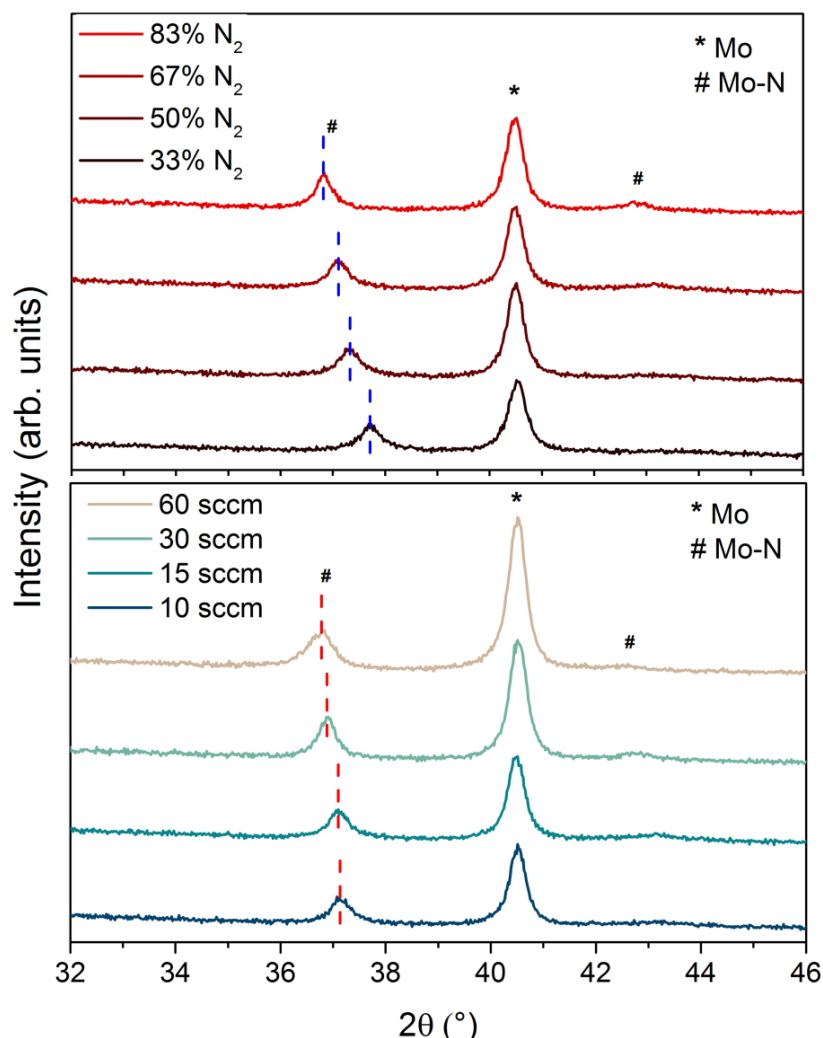 83% N₂
67% N₂
50% N₂
33% N₂
* Mo
# Mo-N
#
*
#
60 sccm
30 sccm
15 sccm
10 sccm
* Mo
# Mo-N
#
*
#
Intensity (arb. units)
32 34 36 38 40 42 44 46
2θ (°)